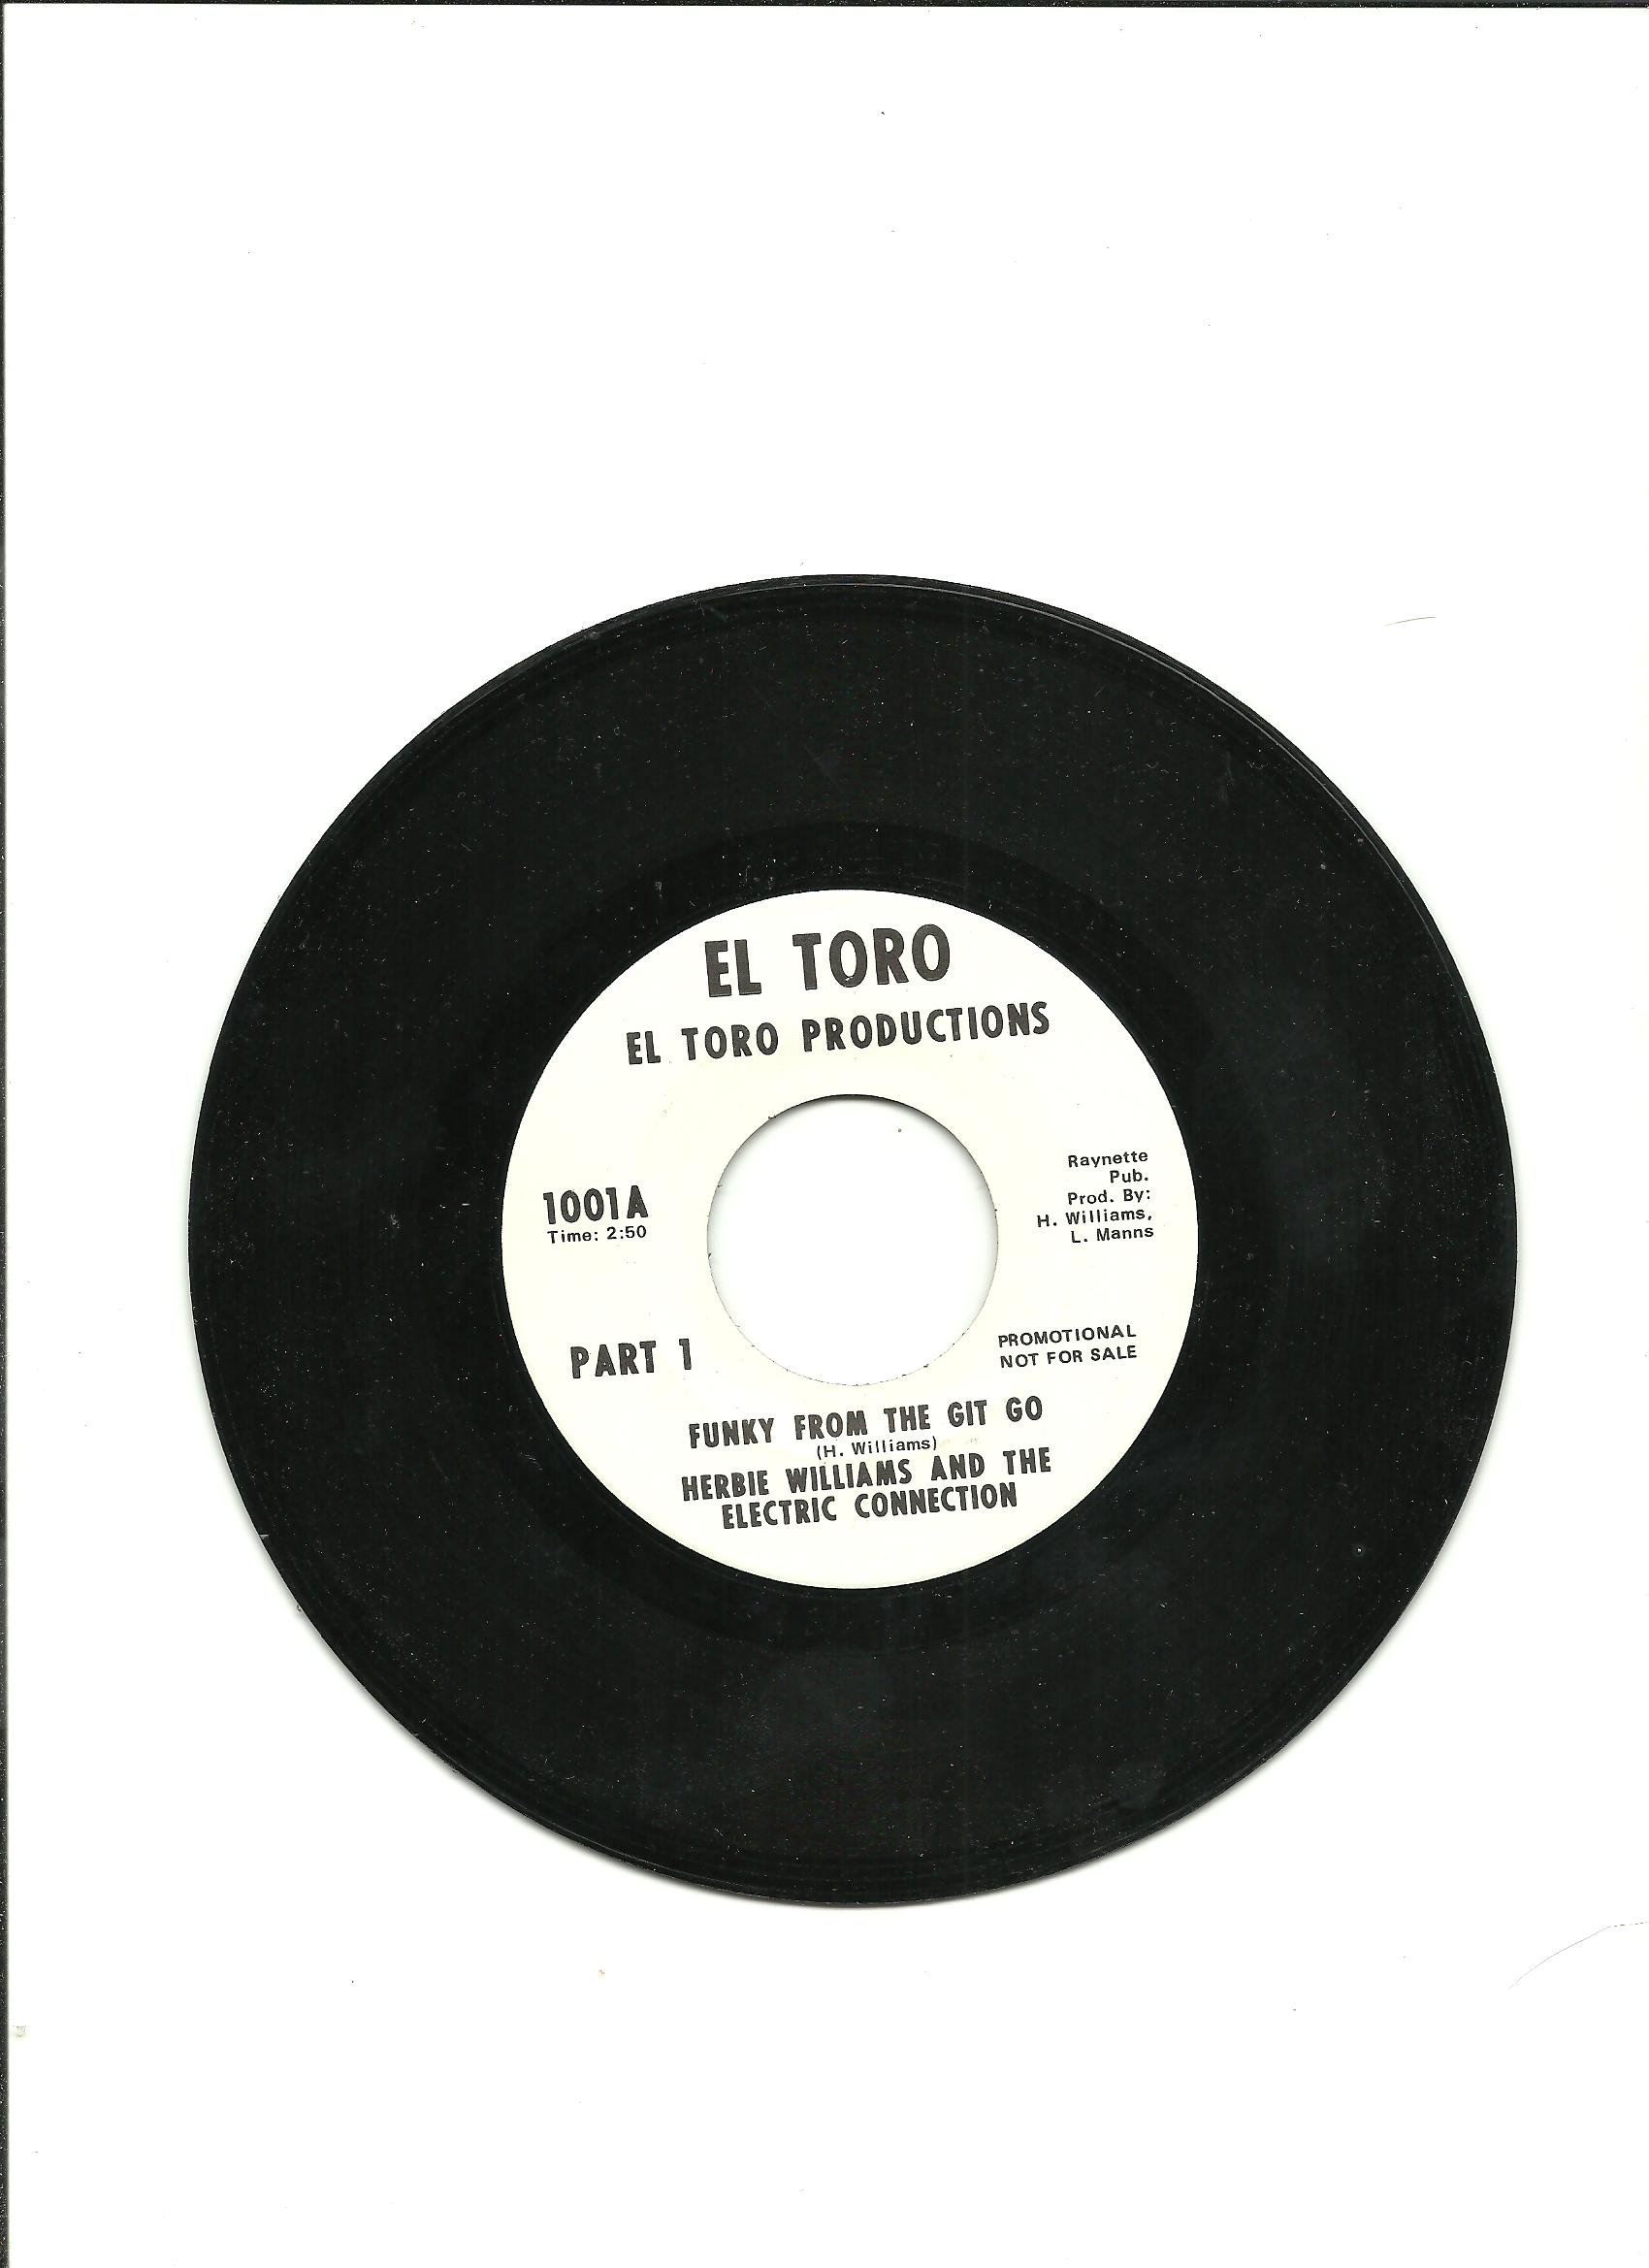 EL TORO
EL TORO PRODUCTIONS
1001A
Time: 2:50
Raynette
Pub.
Prod. By:
H. Williams,
L. Manns
PART 1
PROMOTIONAL
NOT FOR SALE
FUNKY FROM THE GIT GO
(H. Williams)
HERBIE WILLIAMS AND THE
ELECTRIC CONNECTION